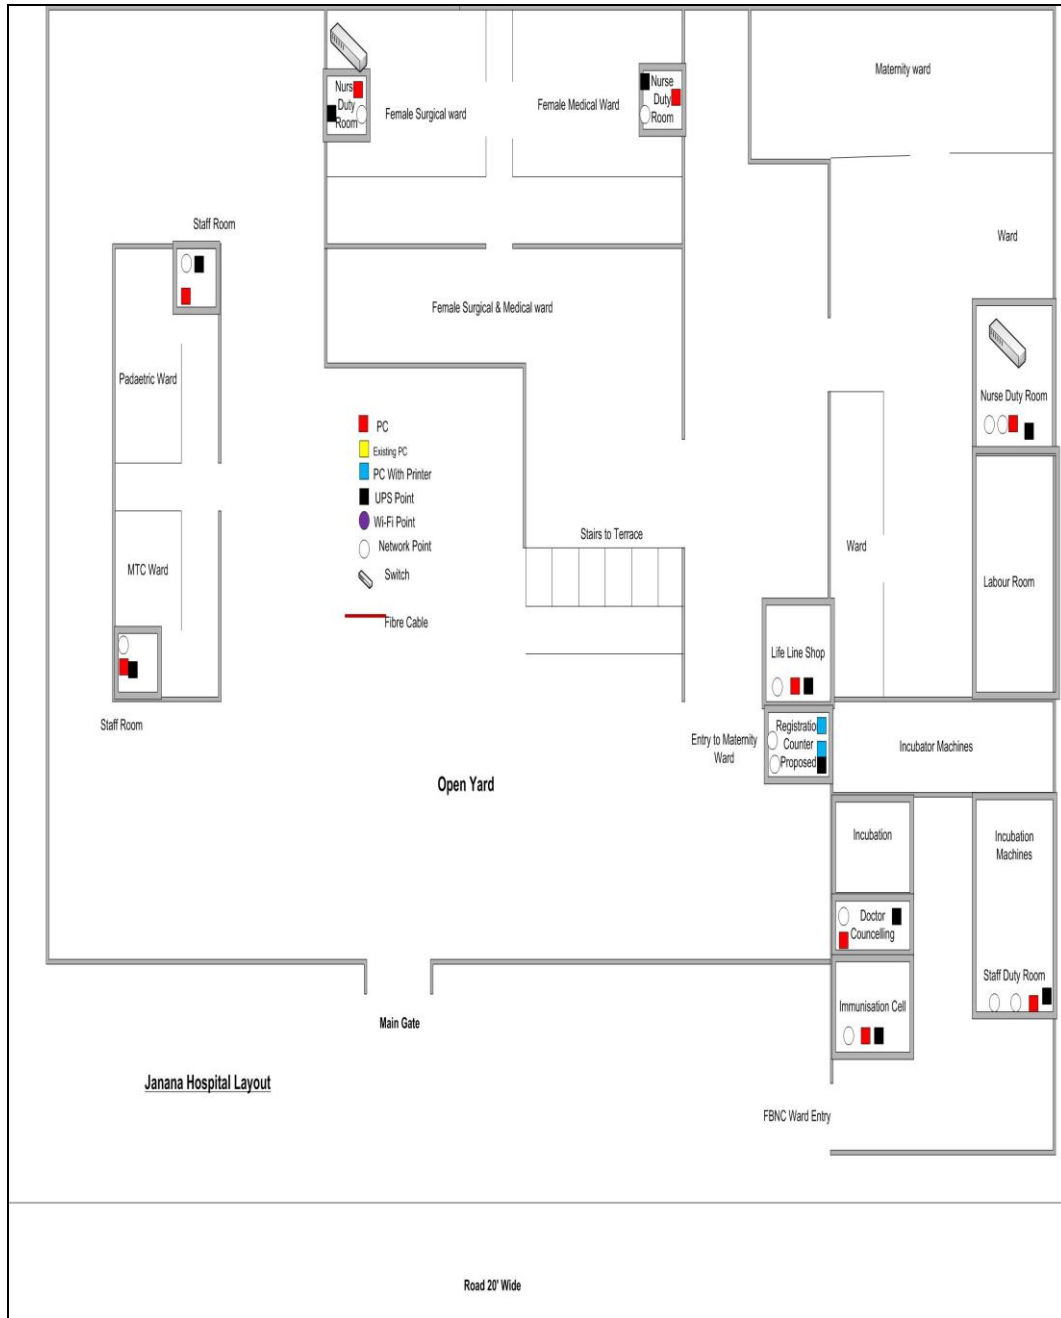 Nurs
Duty
Room
Female Surgical ward
Female Medical Ward
Nurse
Duty
Room
Maternity ward
Staff Room
Ward
Female Surgical & Medical ward
Padaetric Ward
Nurse Duty Room
PC
Existing PC
PC With Printer
UPS Point
Wi-Fi Point
Network Point
Switch
Fibre Cable
Stairs to Terrace
Ward
MTC Ward
Labour Room
Life Line Shop
Staff Room
Entry to Maternity
Ward
Registratio
Counter
Proposed
Incubator Machines
Open Yard
Incubation
Incubation
Machines
Doctor
Councelling
Staff Duty Room
Immunisation Cell
Main Gate
Janana Hospital Layout
FBNC Ward Entry
Road 20' Wide